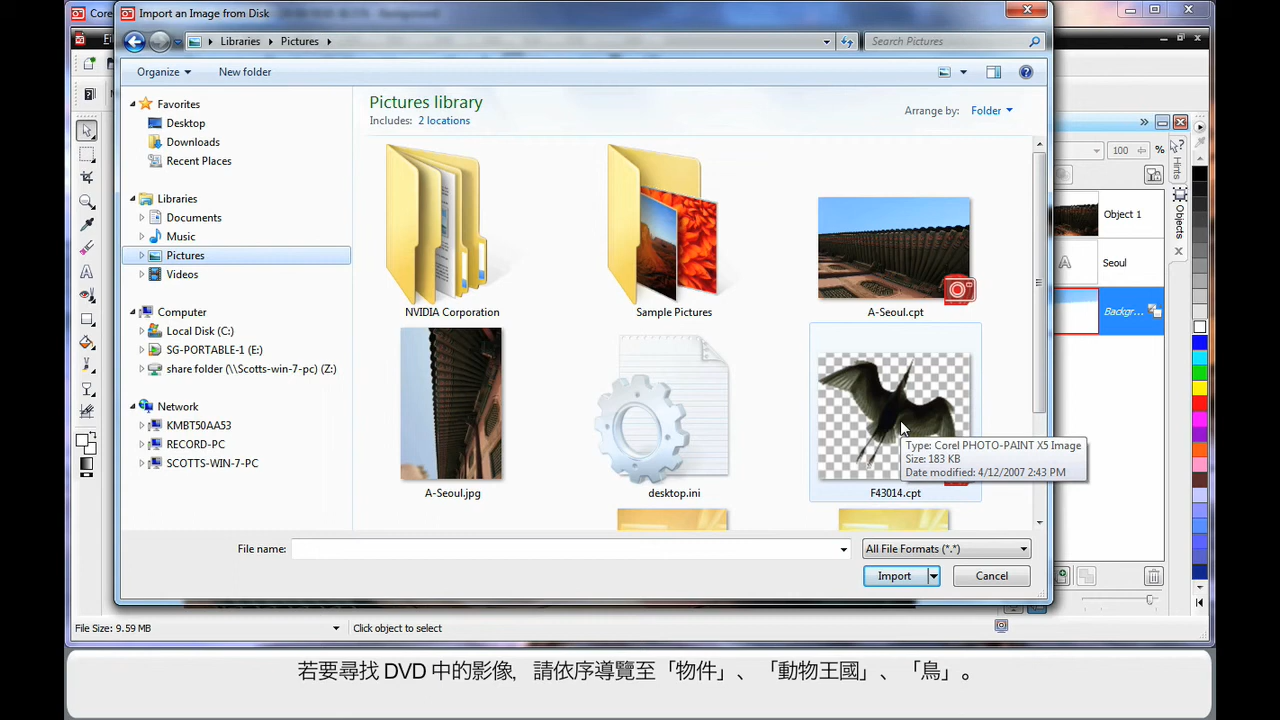 Core
Import an Image from Disk
Libraries
Pictures
Search Pictures
Organize
New folder
Favorites
Desktop
Downloads
Recent Places
Libraries
Documents
Music
Pictures
Videos
Computer
Local Disk (C:)
SG-PORTABLE-1 (E:)
share folder (\\Scotts-win-7-pc) (Z:)
Network
KMBT50AA53
RECORD-PC
SCOTTS-WIN-7-PC
Pictures library
Includes: 2 locations
Arrange by: Folder
NVIDIA Corporation
Sample Pictures
A-Seoul.cpt
A-Seoul.jpg
desktop.ini
F43014.cpt
Type: Corel PHOTO-PAINT X5 Image
Size: 183 KB
Date modified: 4/12/2007 2:43 PM
File name:
All File Formats (*.*)
Import
Cancel
100 %
Hints
Objects
Object 1
Seoul
Backgr...
File Size: 9.59 MB
Click object to select
若要尋找 DVD 中的影像，請依序導覽至「物件」、「動物王國」、「鳥」。